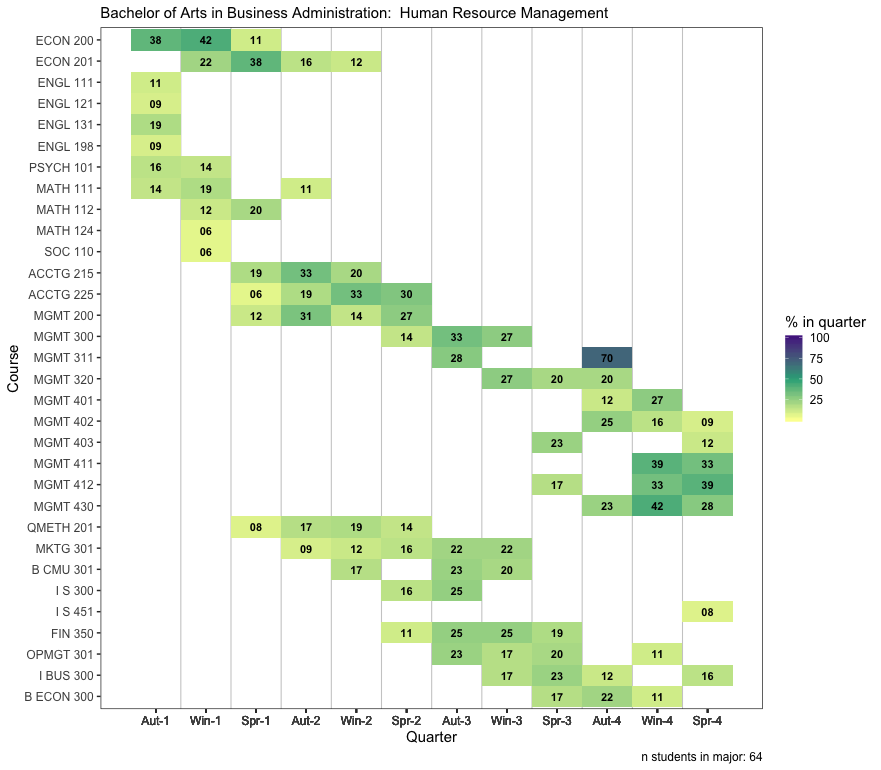 Bachelor of Arts in Business Administration:  Human Resource Management
ECON 200 38 42 11
ECON 201 22 38 16 12
ENGL 111 11
ENGL 121 09
ENGL 131 19
ENGL 198 09
PSYCH 101 16 14
MATH 111 14 19 11
MATH 112 12 20
MATH 124 06
SOC 110 06
ACCTG 215 19 33 20
ACCTG 225 06 19 33 30
MGMT 200 12 31 14 27
MGMT 300 14 33 27
MGMT 311 28 70
MGMT 320 27 20 20
MGMT 401 12 27
MGMT 402 25 16 09
MGMT 403 23 12
MGMT 411 39 33
MGMT 412 17 33 39
MGMT 430 23 42 28
QMETH 201 08 17 19 14
MKTG 301 09 12 16 22 22
B CMU 301 17 23 20
I S 300 16 25
I S 451 08
FIN 350 11 25 25 19
OPMGT 301 23 17 20 11
I BUS 300 17 23 12 16
B ECON 300 17 22 11
Course
Aut-1 Win-1 Spr-1 Aut-2 Win-2 Spr-2 Aut-3 Win-3 Spr-3 Aut-4 Win-4 Spr-4
Quarter
% in quarter
100
75
50
25
n students in major: 64